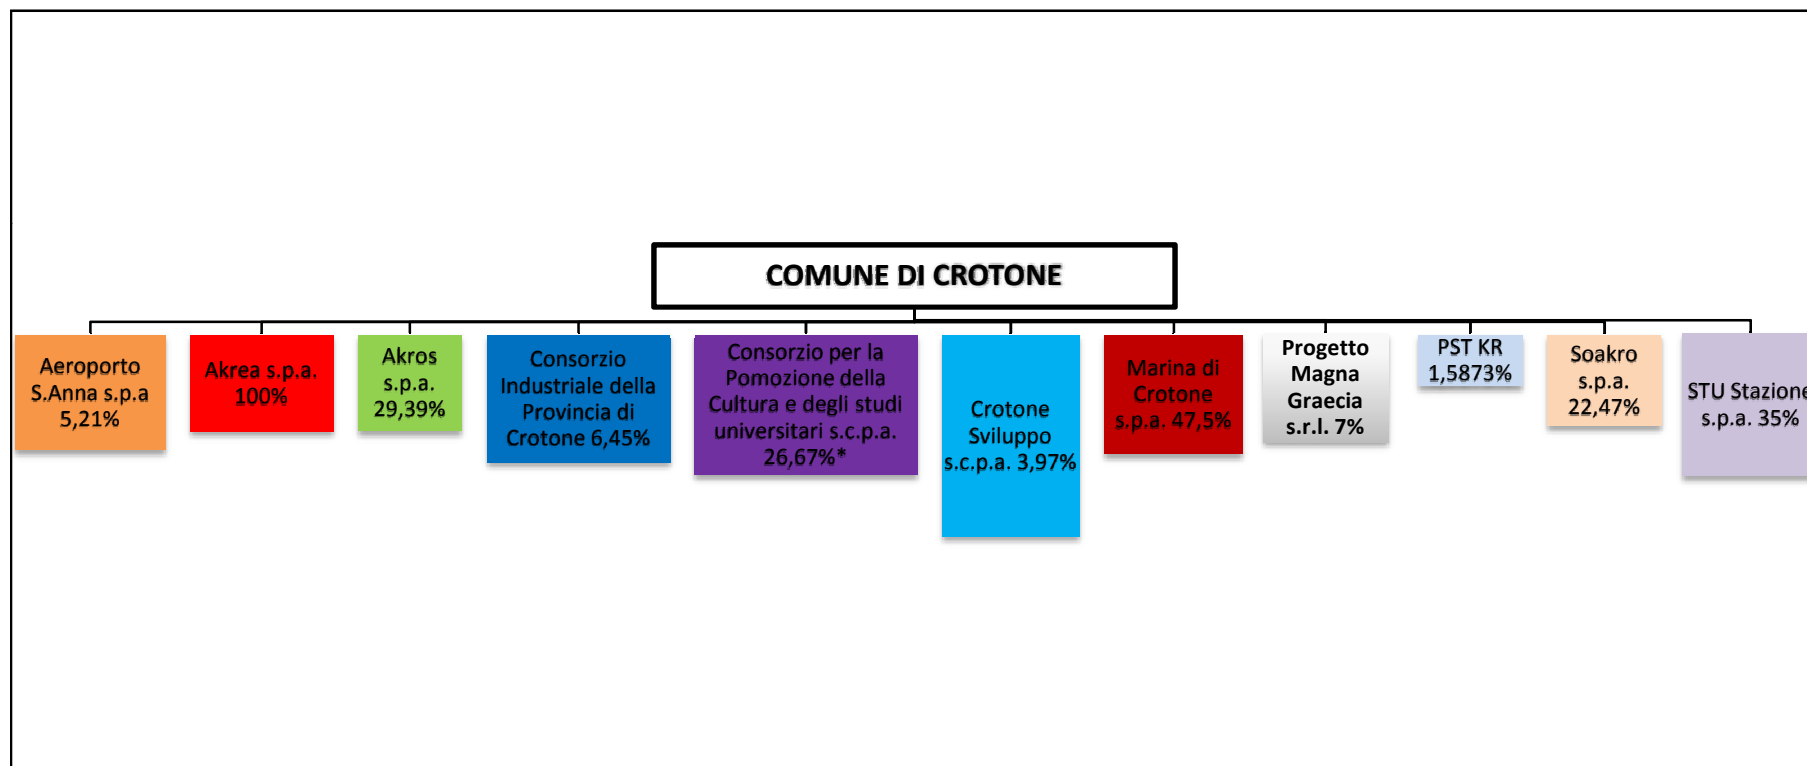 COMUNE DI CROTONE
Aeroporto
S.Anna s.p.a
5,21%
Akrea s.p.a.
100%
Akros
s.p.a.
29,39%
Consorzio
Industriale della
Provincia di
Crotone 6,45%
Consorzio per la
Pomozione della
Cultura e degli studi
universitari s.c.p.a.
26,67%*
Crotone
Sviluppo
s.c.p.a. 3,97%
Marina di
Crotone
s.p.a. 47,5%
Progetto
Magna
Graecia
s.r.l. 7%
PST KR
1,5873%
Soakro
s.p.a.
22,47%
STU Stazione
s.p.a. 35%